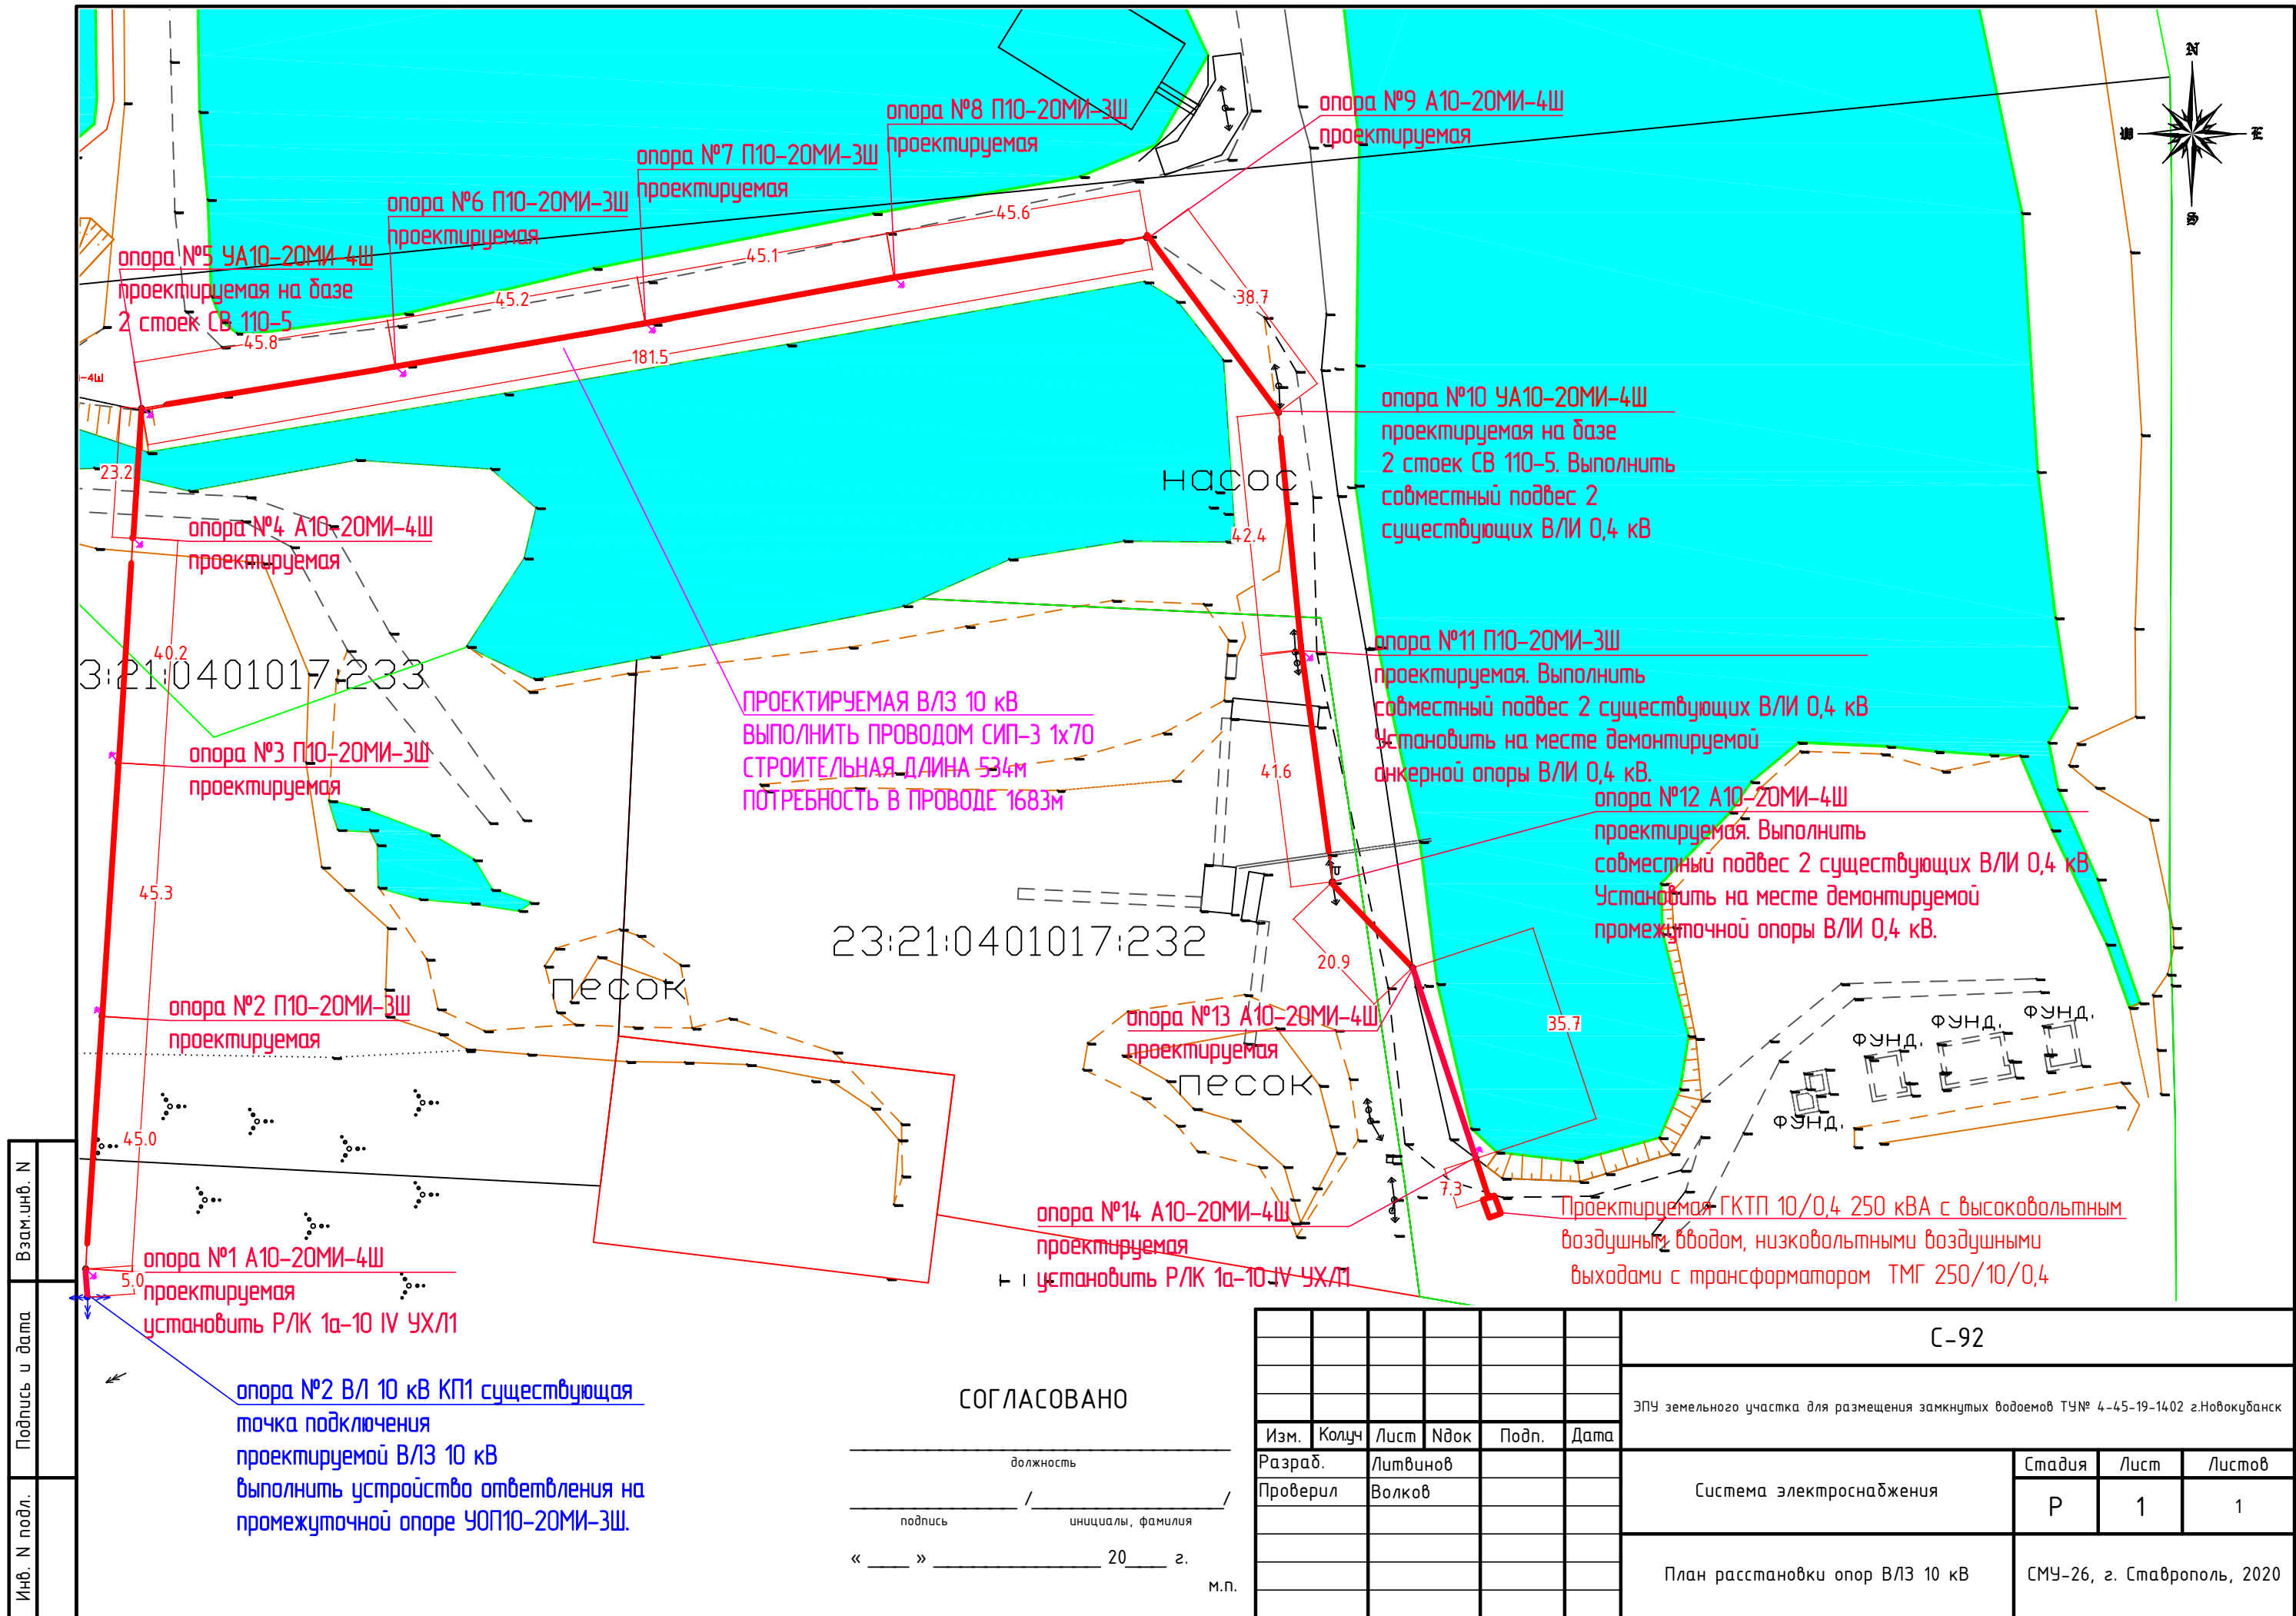 N
W
E
S
опора №8 П10-20МИ-3Ш
проектируемая
опора №9 А10-20МИ-4Ш
проектируемая
опора №7 П10-20МИ-3Ш
проектируемая
опора №6 П10-20МИ-3Ш
проектируемая
опора №5 УА10-20МИ-4Ш
проектируемая на базе
2 стоек СВ 110-5
45.6
45.1
45.2
45.8
181.5
38.7
-4Ш
23.2
опора №10 УА10-20МИ-4Ш
проектируемая на базе
2 стоек СВ 110-5. Выполнить
совместный подвес 2
существующих ВЛИ 0,4 кВ
насос
42.4
опора №4 А10-20МИ-4Ш
проектируемая
40.2
3:21:0401017:233
опора №11 П10-20МИ-3Ш
проектируемая. Выполнить
совместный подвес 2 существующих ВЛИ 0,4 кВ
Установить на месте демонтируемой
анкерной опоры ВЛИ 0,4 кВ.
ПРОЕКТИРУЕМАЯ ВЛЗ 10 кВ
ВЫПОЛНИТЬ ПРОВОДОМ СИП-3 1х70
СТРОИТЕЛЬНАЯ ДЛИНА 534м
ПОТРЕБНОСТЬ В ПРОВОДЕ 1683м
опора №3 П10-20МИ-3Ш
проектируемая
41.6
опора №12 А10-20МИ-4Ш
проектируемая. Выполнить
совместный подвес 2 существующих ВЛИ 0,4 кВ
Установить на месте демонтируемой
промежуточной опоры ВЛИ 0,4 кВ.
45.3
23:21:0401017:232
20.9
песок
опора №2 П10-20МИ-3Ш
проектируемая
опора №13 А10-20МИ-4Ш
проектируемая
35.7
песок
ФУНД.
ФУНД.
ФУНД.
ФУНД.
45.0
7.3
опора №14 А10-20МИ-4Ш
проектируемая
установить РЛК 1а-10 IV УХЛ1
Проектируемая ГКТП 10/0,4 250 кВА с высоковольтным
воздушным вводом, низковольтными воздушными
выходами с трансформатором ТМГ 250/10/0,4
5.0
опора №1 А10-20МИ-4Ш
проектируемая
установить РЛК 1а-10 IV УХЛ1
опора №2 ВЛ 10 кВ КП1 существующая
точка подключения
проектируемой ВЛЗ 10 кВ
выполнить устройство ответвления на
промежуточной опоре УОП10-20МИ-3Ш.
СОГЛАСОВАНО
должность
/ /
подпись инициалы, фамилия
« ____ » ________________ 20____ г.
м.п.
Взам.инв. N
Подпись и дата
Инв. N подл.
С-92
ЭПУ земельного участка для размещения замкнутых водоемов ТУ№ 4-45-19-1402 г.Новокубанск
Изм. Кол.уч Лист Nдок Подп. Дата
Разраб. Литвинов
Проверил Волков
Система электроснабжения
Стадия Лист Листов
Р 1 1
План расстановки опор ВЛЗ 10 кВ
СМУ-26, г. Ставрополь, 2020